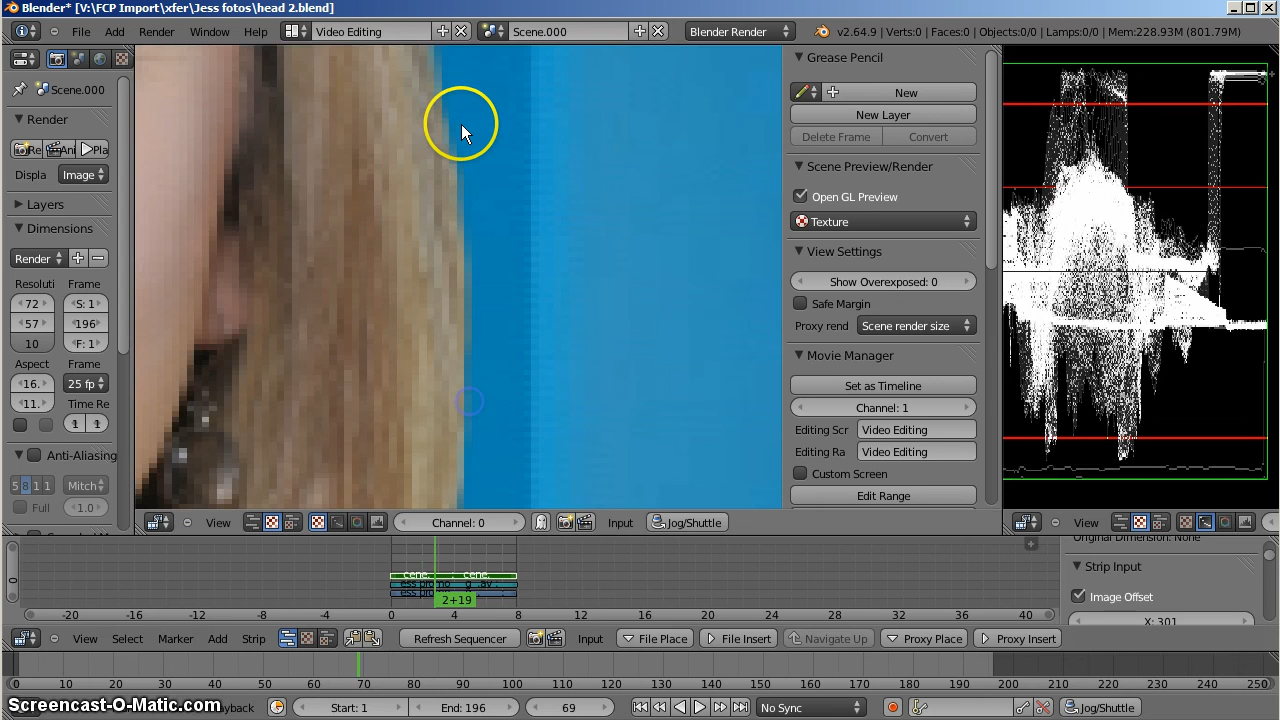 Blender* [V:\FCP Import\xfer\Jess fotos\head 2.blend]
File Add Render Window Help Video Editing Scene.000 Blender Render v2.64.9 | Verts:0 | Faces:0 | Objects:0/0 | Lamps:0/0 | Mem:228.93M (801.79M)
Scene.000
Render
Re Ani Pla
Displa Image
Layers
Dimensions
Render
Resoluti Frame
72 S: 1
57 196
10 F: 1
Aspect Frame
16. 25 fp
11. Time Re
1 1
Anti-Aliasing
5 8 1 1 Mitch
Full 1.0
Grease Pencil
New
New Layer
Delete Frame Convert
Scene Preview/Render
Open GL Preview
Texture
View Settings
Show Overexposed: 0
Safe Margin
Proxy rend Scene render size
Movie Manager
Set as Timeline
Channel: 1
Editing Scr Video Editing
Editing Ra Video Editing
Custom Screen
Edit Range
View Channel: 0 Input Jog/Shuttle
View
0
2+19
-20 -16 -12 -8 -4 0 4 8 12 16 20 24 28 32 36 40
Original Dimension: None
Strip Input
Image Offset
X: 301
View Select Marker Add Strip Refresh Sequencer Input File Place File Insert Navigate Up Proxy Place Proxy Insert
0 10 20 30 40 50 60 70 80 90 100 110 120 130 140 150 160 170 180 190 200 210 220 230 240 250
Screencast-O-Matic.com
yback Start: 1 End: 196 69 No Sync Jog/Shuttle